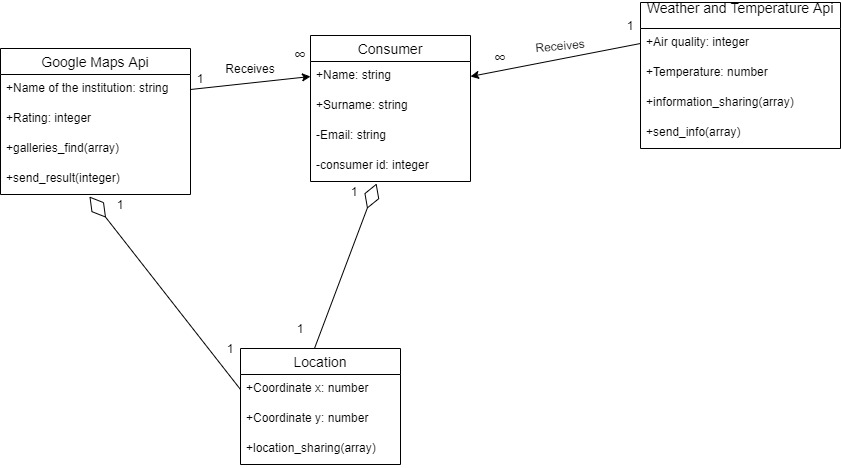 Weather and Temperature Api
+Air quality: integer
+Temperature: number
+information_sharing(array)
+send_info(array)
1
Receives
∞
Consumer
+Name: string
+Surname: string
-Email: string
-consumer id: integer
∞
Receives
1
Google Maps Api
+Name of the institution: string
+Rating: integer
+galleries_find(array)
+send_result(integer)
1
1
1
1
Location
+Coordinate x: number
+Coordinate y: number
+location_sharing(array)